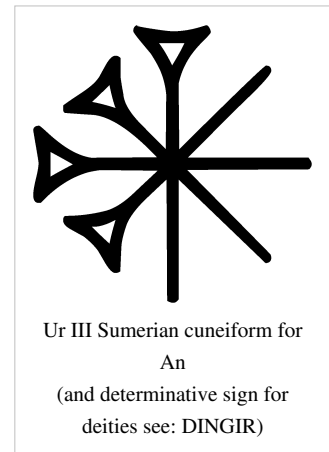 𒀭
Ur III Sumerian cuneiform for
An
(and determinative sign for
deities see: DINGIR)